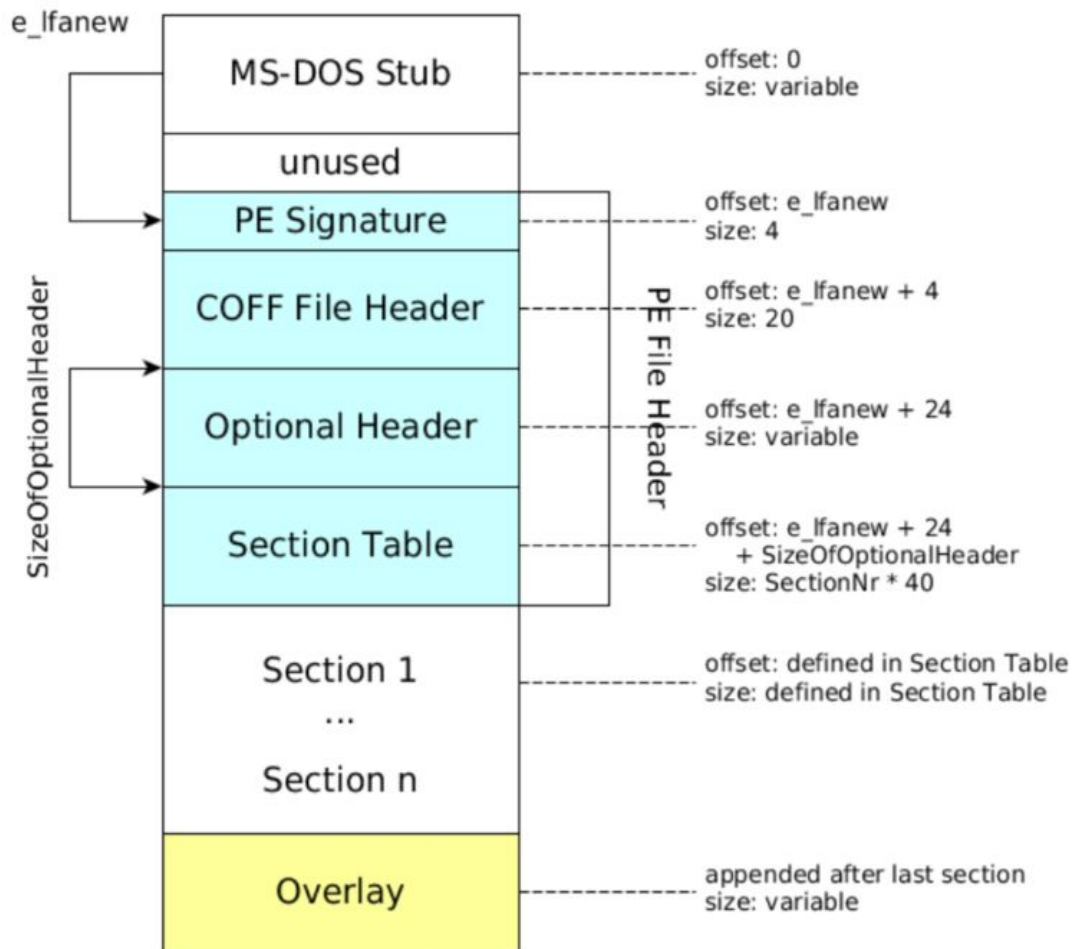 e_lfanew
MS-DOS Stub
offset: 0
size: variable
unused
PE Signature
offset: e_lfanew
size: 4
COFF File Header
offset: e_lfanew + 4
size: 20
SizeOfOptionalHeader
PE File Header
Optional Header
offset: e_lfanew + 24
size: variable
Section Table
offset: e_lfanew + 24
+ SizeOfOptionalHeader
size: SectionNr * 40
Section 1
...
Section n
offset: defined in Section Table
size: defined in Section Table
Overlay
appended after last section
size: variable